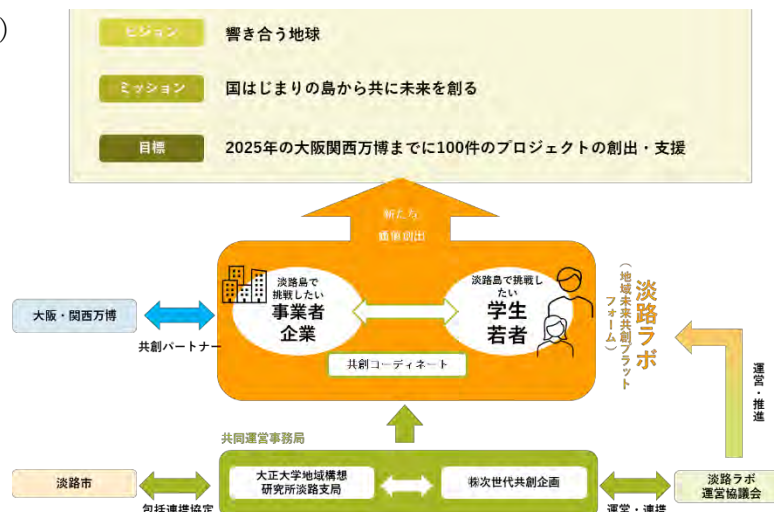 )
ビジョン
響き合う地球
ミッション
国はじまりの島から共に未来を創る
目標
2025年の大阪関西万博までに100件のプロジェクトの創出・支援
新たな
価値創出
淡路島で
挑戦したい
事業者
企業
淡路島で挑戦し
たい
学生
若者
共創コーディネート
大阪・関西万博
共創パートナー
淡路ラボ
(地域未来共創プラット
フォーム)
運営・推進
共同運営事務局
淡路市
包括連携協定
大正大学地域構想
研究所淡路支局
㈱次世代共創企画
運営・連携
淡路ラボ
運営協議会